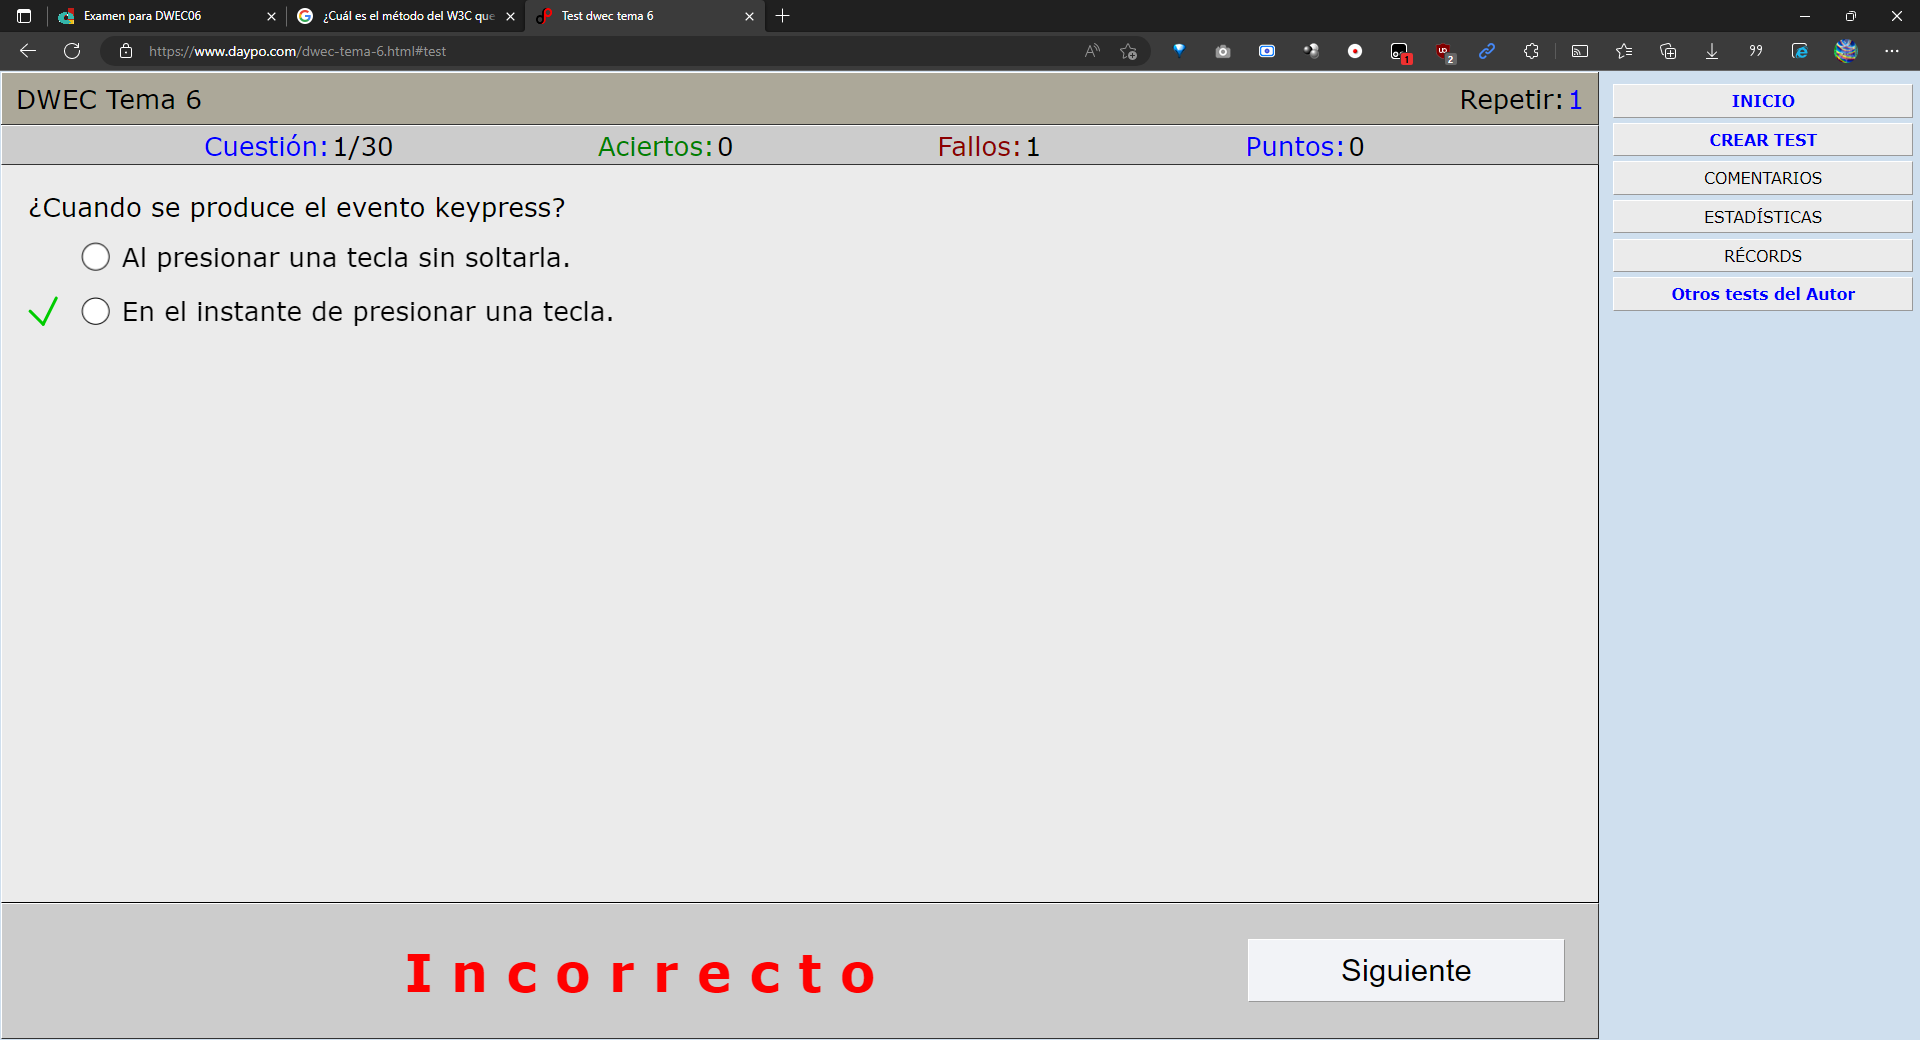 Examen para DWEC06
¿Cuál es el método del W3C que
Test dwec tema 6
https://www.daypo.com/dwec-tema-6.html#test
1
2
DWEC Tema 6
Repetir: 1
Cuestión: 1/30
Aciertos: 0
Fallos: 1
Puntos: 0
¿Cuando se produce el evento keypress?
Al presionar una tecla sin soltarla.
En el instante de presionar una tecla.
Incorrecto
Siguiente
INICIO
CREAR TEST
COMENTARIOS
ESTADÍSTICAS
RÉCORDS
Otros tests del Autor